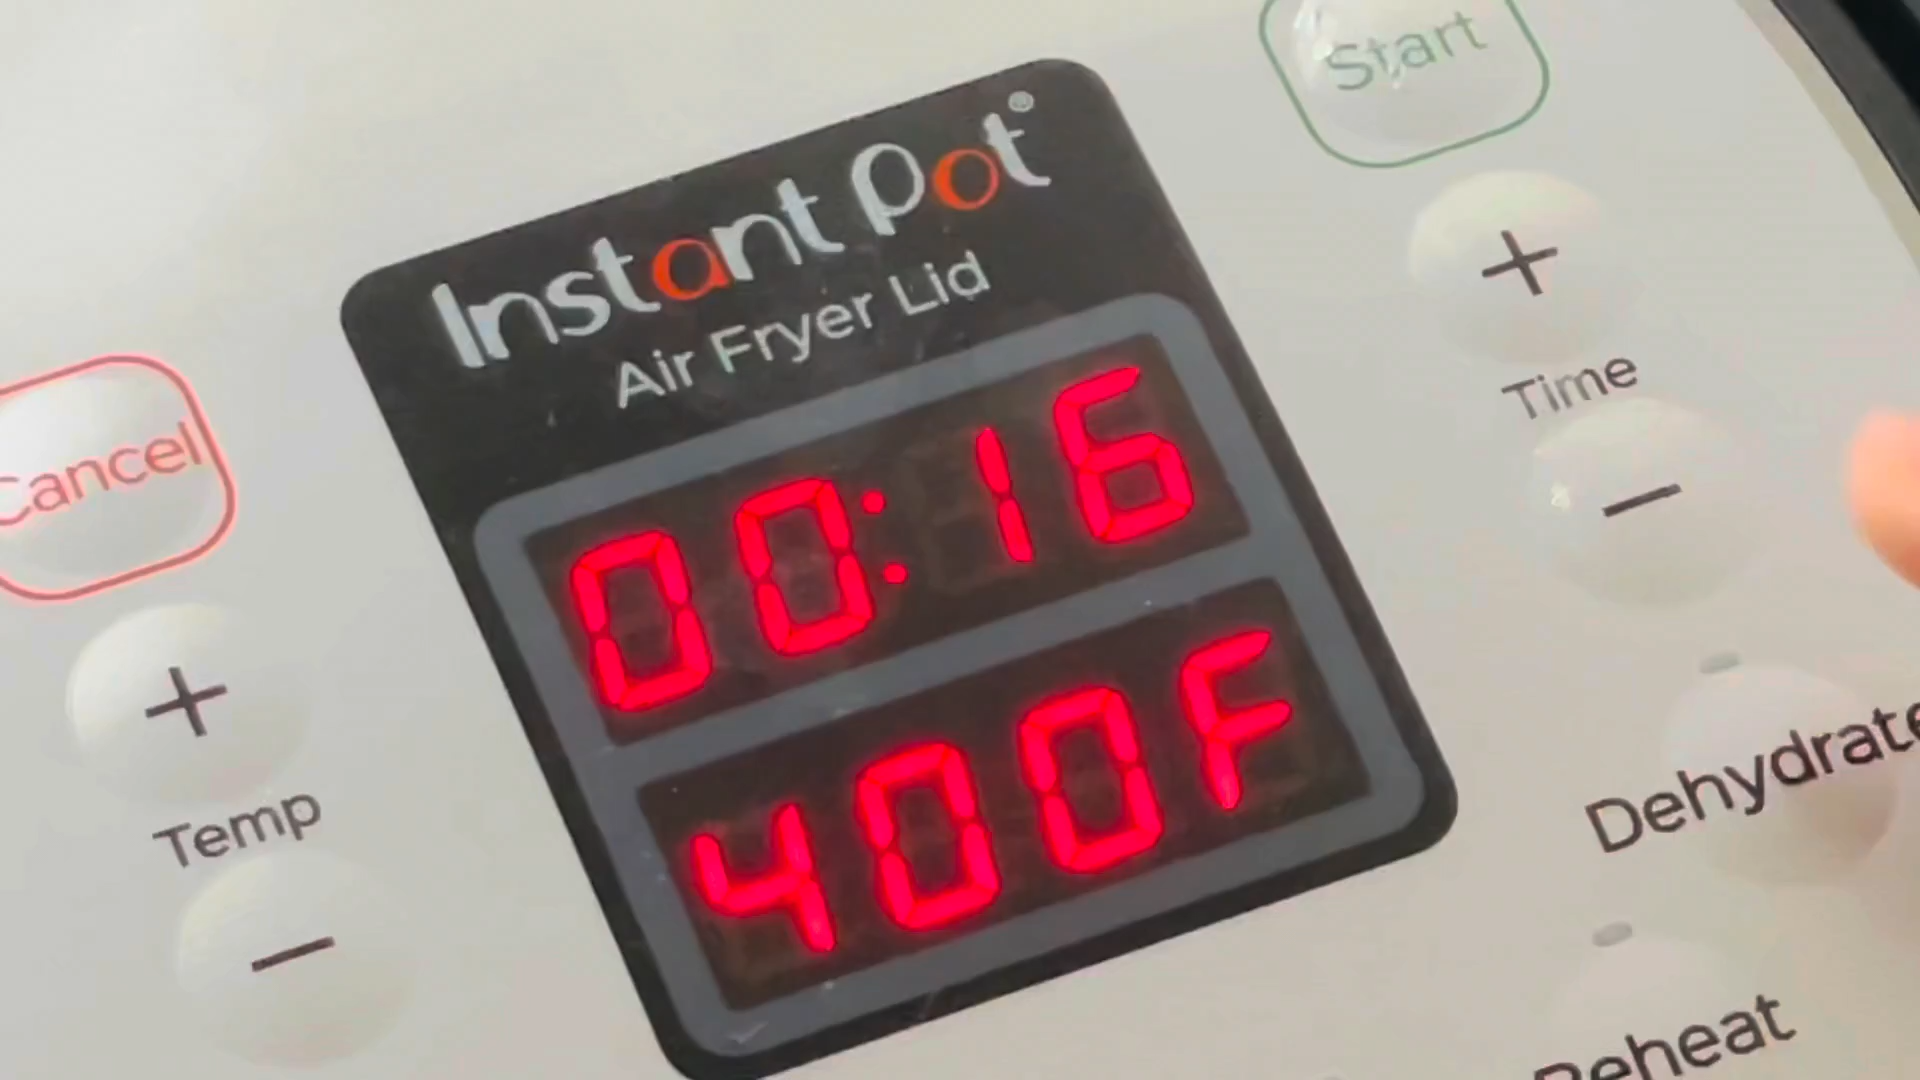 Start
Instant Pot®
Air Fryer Lid
+
Time
−
00:16
Cancel
400F
+
Temp
−
Dehydrate
Reheat